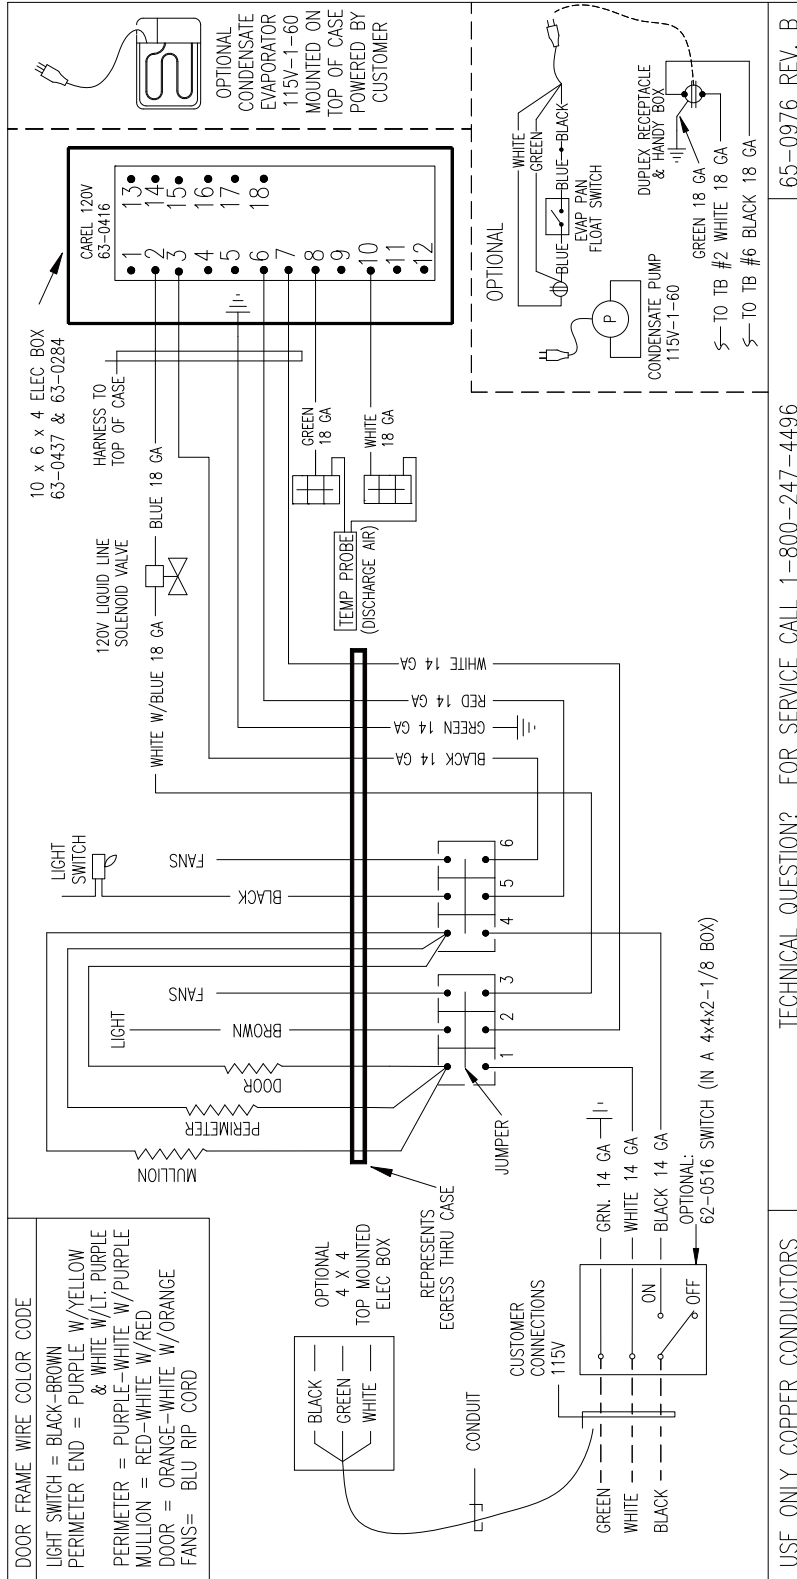 DOOR FRAME WIRE COLOR CODE
LIGHT SWITCH = BLACK-BROWN
PERIMETER END = PURPLE W/YELLOW
& WHITE W/LT. PURPLE
PERIMETER = PURPLE-WHITE W/PURPLE
MULLION = RED-WHITE W/RED
DOOR = ORANGE-WHITE W/ORANGE
FANS= BLU RIP CORD
MULLION
PERIMETER
DOOR
LIGHT
BROWN
FANS
LIGHT
SWITCH
BLACK
FANS
120V LIQUID LINE
SOLENOID VALVE
WHITE W/BLUE 18 GA
BLUE 18 GA
HARNESS TO
TOP OF CASE
10 x 6 x 4 ELEC BOX
63-0437 & 63-0284
CAREL 120V
63-0416
13
14
15
16
17
18
1
2
3
4
5
6
7
8
9
10
11
12
OPTIONAL
CONDENSATE
EVAPORATOR
115V-1-60
MOUNTED ON
TOP OF CASE
POWERED BY
CUSTOMER
GREEN
18 GA
WHITE
18 GA
TEMP PROBE
(DISCHARGE AIR)
WHITE 14 GA
RED 14 GA
GREEN 14 GA
BLACK 14 GA
1
2
3
4
5
6
JUMPER
REPRESENTS
EGRESS THRU CASE
OPTIONAL
4 X 4
TOP MOUNTED
ELEC BOX
BLACK
GREEN
WHITE
CONDUIT
CUSTOMER
CONNECTIONS
115V
GREEN
WHITE
BLACK
ON
OFF
GRN. 14 GA
WHITE 14 GA
BLACK 14 GA
OPTIONAL:
62-0516 SWITCH (IN A 4x4x2-1/8 BOX)
OPTIONAL
WHITE
GREEN
BLUE
BLUE
BLACK
EVAP PAN
FLOAT SWITCH
P
CONDENSATE PUMP
115V-1-60
DUPLEX RECEPTACLE
& HANDY BOX
GREEN 18 GA
TO TB #2 WHITE 18 GA
TO TB #6 BLACK 18 GA
USE ONLY COPPER CONDUCTORS
TECHNICAL QUESTION? FOR SERVICE CALL 1-800-247-4496
65-0976 REV. B